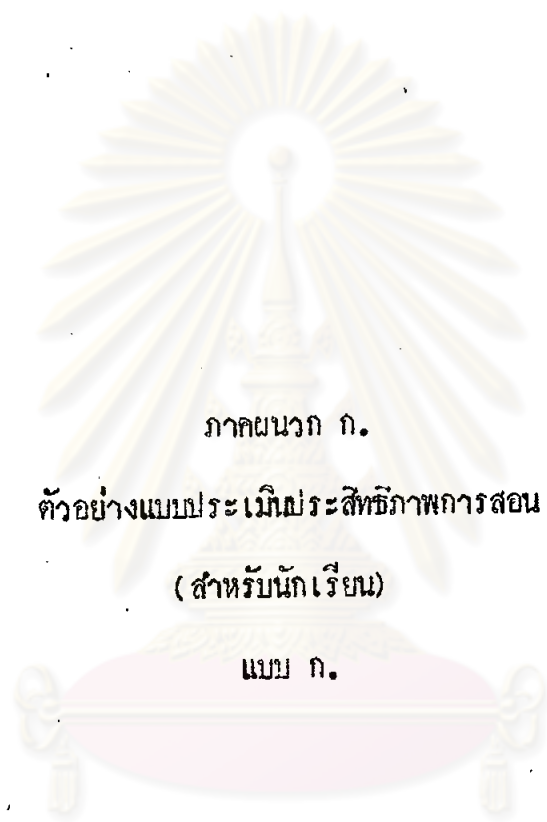 ภาคผนวก ก.
ตัวอย่างแบบประเมินประสิทธิภาพการสอน
(สำหรับนักเรียน)
แบบ ก.